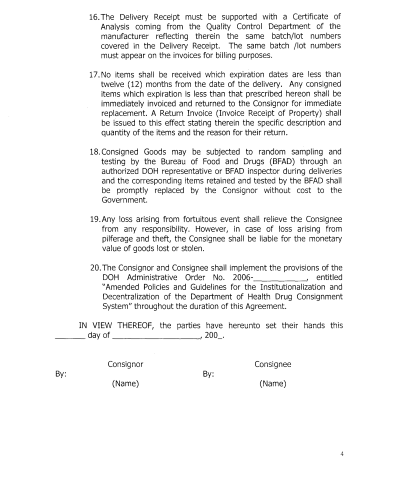 16.The Delivery Receipt must be supported with a Certificate of
Analysis coming from the Quality Control Department of the
manufacturer reflecting therein the same batch/lot numbers
covered in the Delivery Receipt. The same batch /lot numbers
must appear on the invoices for billing purposes.
17.No items shall be received which expiration dates are less than
twelve (12) months from the date of the delivery. Any consigned
items which expiration is less than that prescribed hereon shall be
immediately invoiced and returned to the Consignor for immediate
replacement. A Return Invoice (Invoice Receipt of Property) shall
be issued to this effect stating therein the specific description and
quantity of the items and the reason for their return.
18.Consigned Goods may be subjected to random sampling and
testing by the Bureau of Food and Drugs (BFAD) through an
authorized DOH representative or BFAD inspector during deliveries
and the corresponding items retained and tested by the BFAD shall
be promptly replaced by the Consignor without cost to the
Government.
19.Any loss arising from fortuitous event shall relieve the Consignee
from any responsibility. However, in case of loss arising from
pilferage and theft, the Consignee shall be liable for the monetary
value of goods lost or stolen.
20.The Consignor and Consignee shall implement the provisions of the
DOH Administrative Order No. 2006-____________, entitled
"Amended Policies and Guidelines for the Institutionalization and
Decentralization of the Department of Health Drug Consignment
System" throughout the duration of this Agreement.
IN VIEW THEREOF, the parties have hereunto set their hands this
_______ day of ____________________, 200_.
Consignor Consignee
By: By:
(Name) (Name)
4